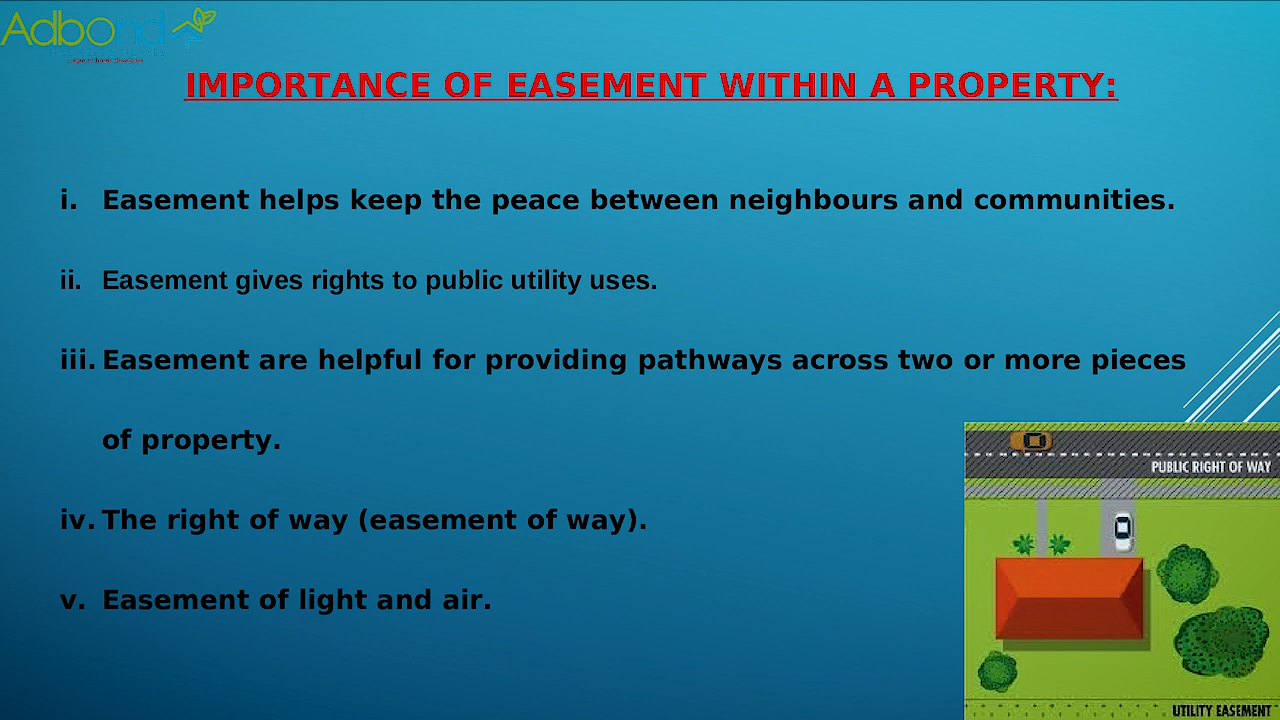 Adbond
IMPORTANCE OF EASEMENT WITHIN A PROPERTY:
i. Easement helps keep the peace between neighbours and communities.
ii. Easement gives rights to public utility uses.
iii. Easement are helpful for providing pathways across two or more pieces
of property.
iv. The right of way (easement of way).
v. Easement of light and air.
PUBLIC RIGHT OF WAY
UTILITY EASEMENT